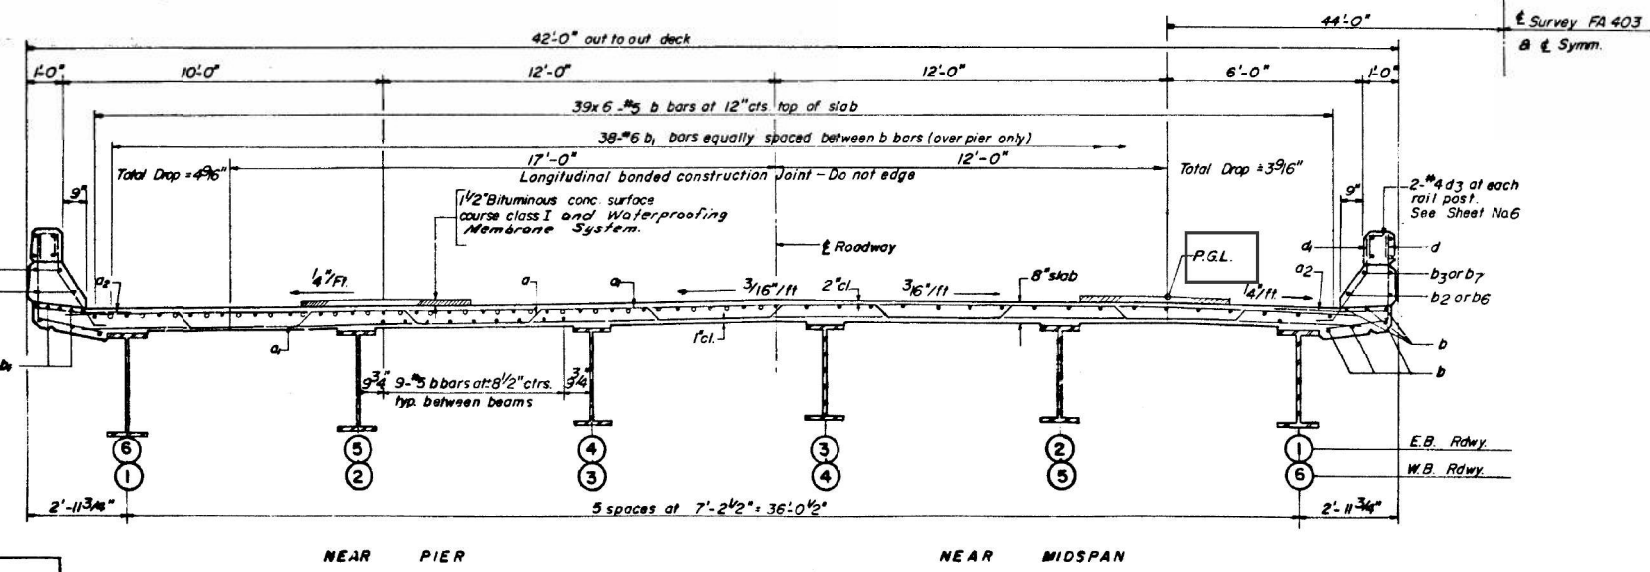 44'-0"
℄ Survey FA 403
& ℄ Symm.
42'-0" out to out deck
1'-0"
10'-0"
12'-0"
12'-0"
6'-0"
1'-0"
39x6-#5 b bars at 12"cts. top of slab
38-#6 b1 bars equally spaced between b bars (over pier only)
17'-0"
12'-0"
Total Drop = 4 9/16"
Longitudinal bonded construction Joint - Do not edge
Total Drop = 3 9/16"
9"
9"
1 1/2" Bituminous conc. surface
course class I and Waterproofing
Membrane System.
2-#4 d3 at each
rail post.
See Sheet No.6
℄ Roadway
P.G.L.
d1
d
a2
1/4"/Ft.
a
a1
3/16"/ft
2"cl.
3/16"/ft
8"slab
1/4"/ft
a2
b3 or b7
b2 or b6
a1
1"cl.
b
b
9 3/4"
9-#5 b bars at 8 1/2" ctrs.
9 3/4"
typ. between beams
6
5
4
3
2
1
E.B. Rdwy.
1
2
3
4
5
6
W.B. Rdwy.
2'-11 3/4"
5 spaces at 7'-2 1/2" = 36'-0 1/2"
2'-11 3/4"
NEAR PIER
NEAR MIDSPAN